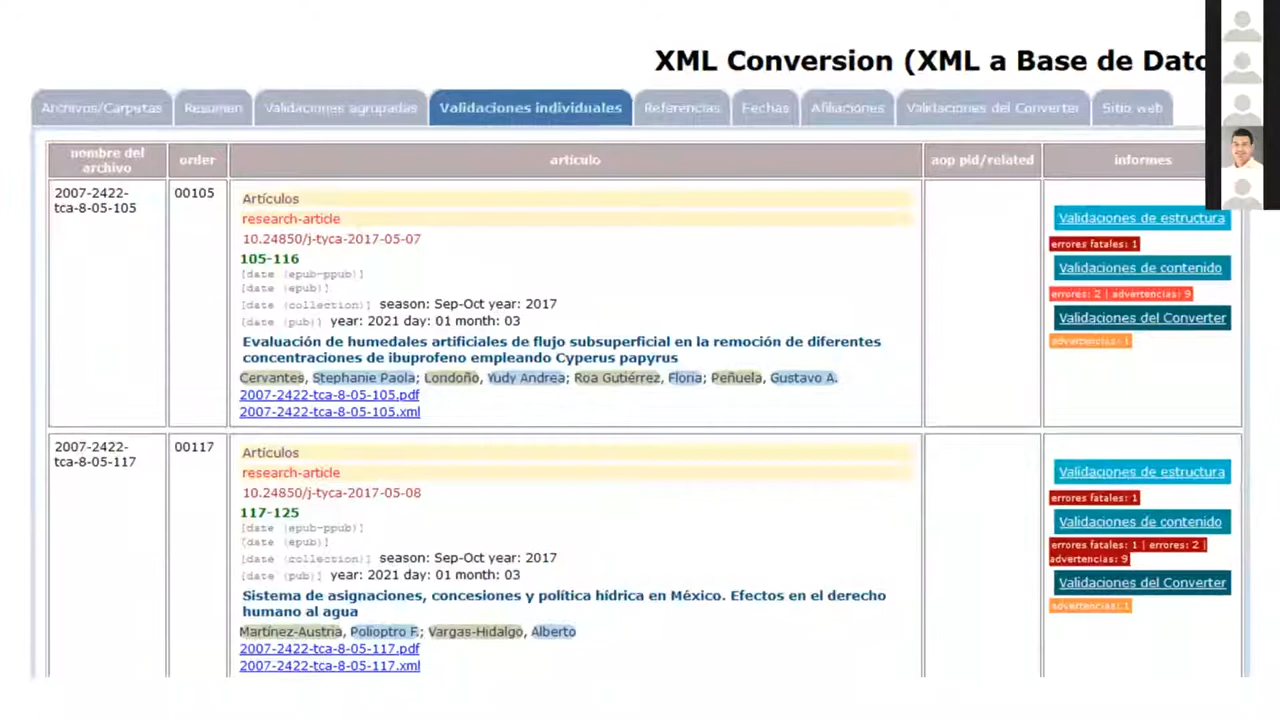 XML Conversion (XML a Base de Dato
Archivos/Carpetas
Resumen
Validaciones agrupadas
Validaciones individuales
Referencias
Fechas
Afiliaciones
Validaciones del Converter
Sitio web
nombre del archivo
order
artículo
aop pid/related
informes
2007-2422-
tca-8-05-105
00105
Artículos
research-article
10.24850/j-tyca-2017-05-07
105-116
[date (epub-ppub)]
[date (epub)]
[date (collection)] season: Sep-Oct year: 2017
[date (pub)] year: 2021 day: 01 month: 03
Evaluación de humedales artificiales de flujo subsuperficial en la remoción de diferentes
concentraciones de ibuprofeno empleando Cyperus papyrus
Cervantes, Stephanie Paola; Londoño, Yudy Andrea; Roa Gutiérrez, Floria; Peñuela, Gustavo A.
2007-2422-tca-8-05-105.pdf
2007-2422-tca-8-05-105.xml
Validaciones de estructura
errores fatales: 1
Validaciones de contenido
errores: 2 | advertencias: 9
Validaciones del Converter
advertencias: 1
2007-2422-
tca-8-05-117
00117
Artículos
research-article
10.24850/j-tyca-2017-05-08
117-125
[date (epub-ppub)]
[date (epub)]
[date (collection)] season: Sep-Oct year: 2017
[date (pub)] year: 2021 day: 01 month: 03
Sistema de asignaciones, concesiones y política hídrica en México. Efectos en el derecho
humano al agua
Martínez-Austria, Polioptro F.; Vargas-Hidalgo, Alberto
2007-2422-tca-8-05-117.pdf
2007-2422-tca-8-05-117.xml
Validaciones de estructura
errores fatales: 1
Validaciones de contenido
errores fatales: 1 | errores: 2 |
advertencias: 9
Validaciones del Converter
advertencias: 1